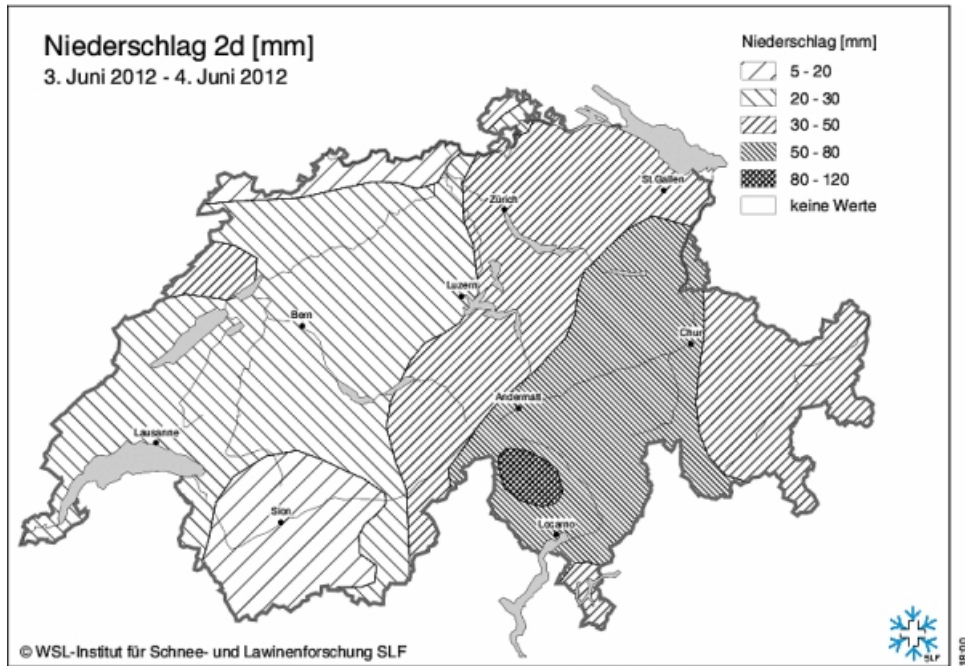 Niederschlag 2d [mm]
3. Juni 2012 - 4. Juni 2012
Niederschlag [mm]
5 - 20
20 - 30
30 - 50
50 - 80
80 - 120
keine Werte
St.Gallen
Zürich
Luzern
Bern
Chur
Andermatt
Lausanne
Sion
Locarno
© WSL-Institut für Schnee- und Lawinenforschung SLF
SLF